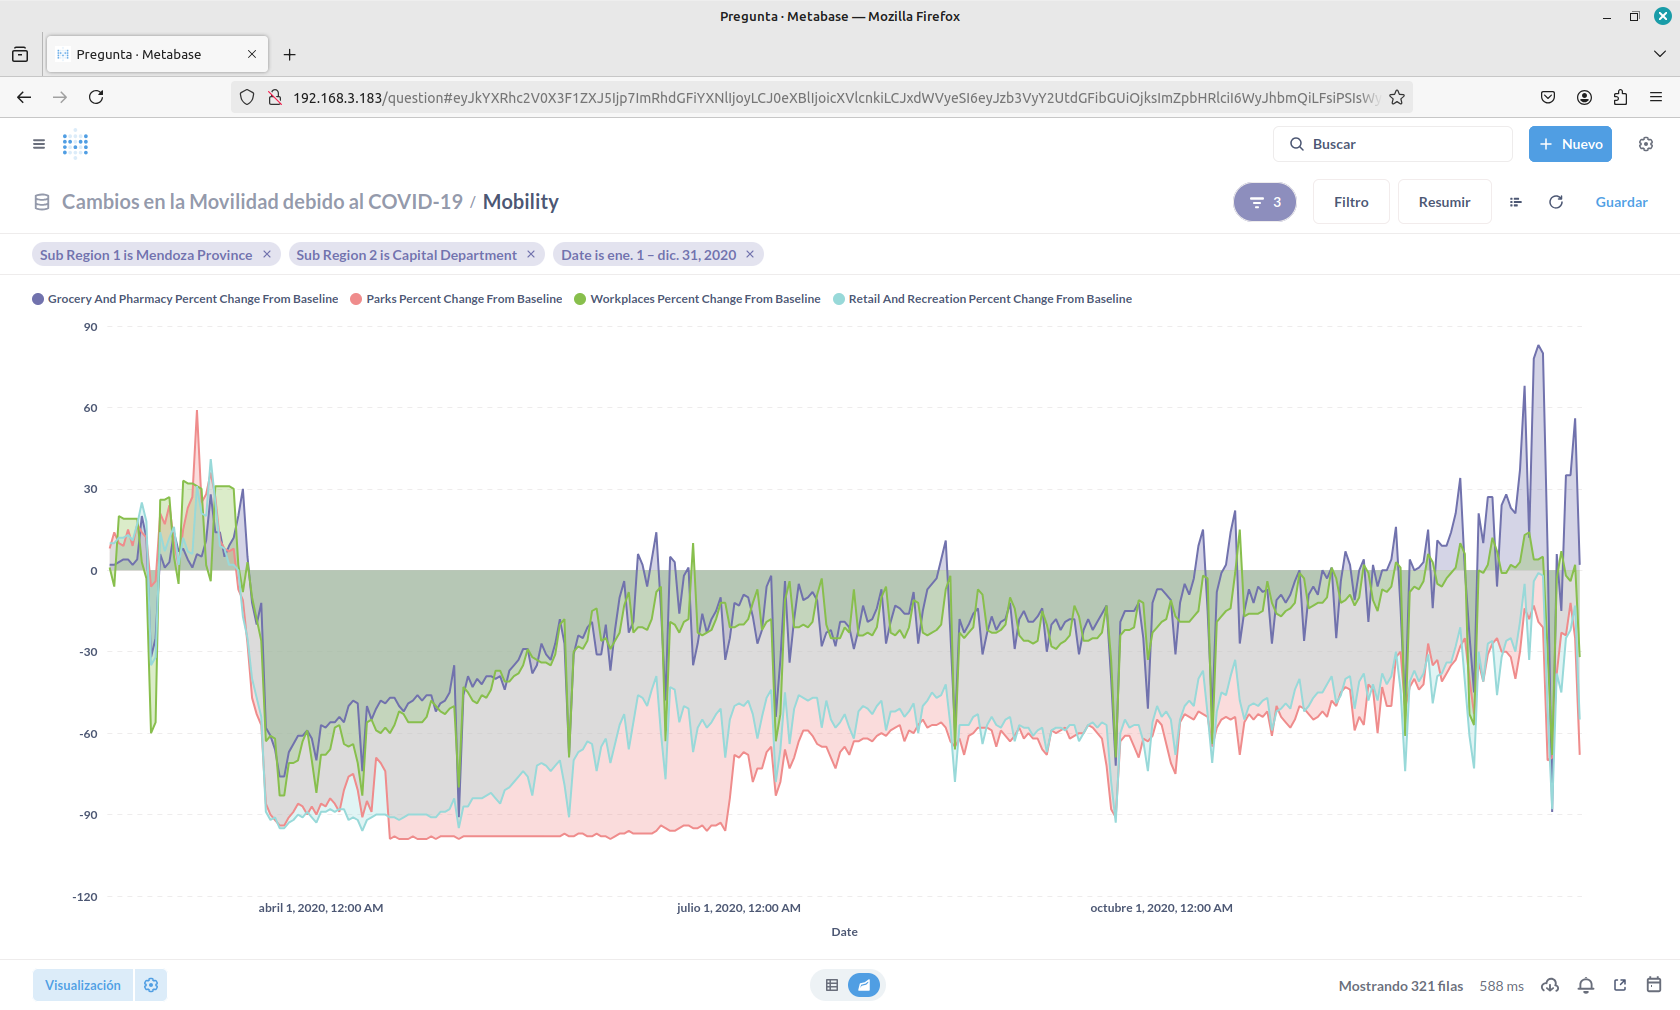 Pregunta · Metabase — Mozilla Firefox
Pregunta · Metabase
192.168.3.183/question#eyJkYXRhc2V0X3F1ZXJ5Ijp7ImRhdGFiYXNlIjoyLCJ0eXBlIjoicXVlcnkiLCJxdWVyeSI6eyJzb3VyY2UtdGFibGUiOjksImZpbHRlciI6WyJhbmQiLFsiPSIsWy
Buscar
+ Nuevo
Cambios en la Movilidad debido al COVID-19 / Mobility
3
Filtro
Resumir
Guardar
Sub Region 1 is Mendoza Province ×
Sub Region 2 is Capital Department ×
Date is ene. 1 – dic. 31, 2020 ×
Grocery And Pharmacy Percent Change From Baseline
Parks Percent Change From Baseline
Workplaces Percent Change From Baseline
Retail And Recreation Percent Change From Baseline
90
60
30
0
-30
-60
-90
-120
abril 1, 2020, 12:00 AM
julio 1, 2020, 12:00 AM
octubre 1, 2020, 12:00 AM
Date
Visualización
Mostrando 321 filas
588 ms